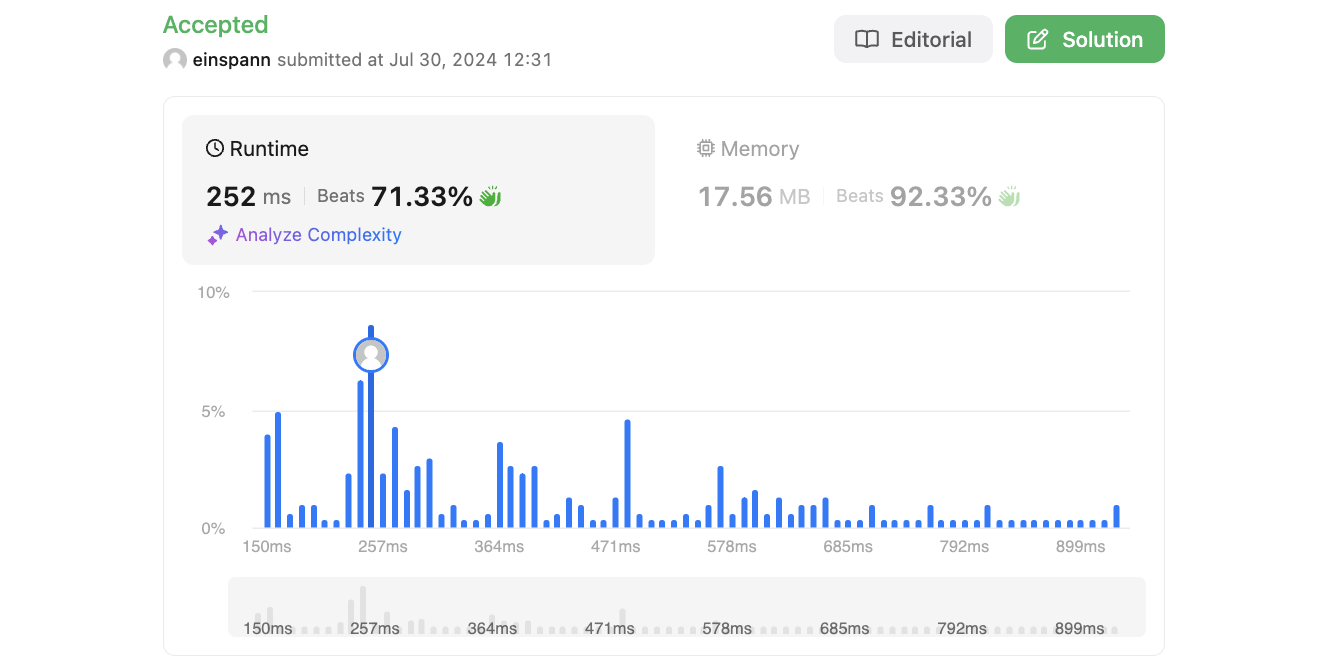 Accepted
Editorial
Solution
einspann submitted at Jul 30, 2024 12:31
Runtime
252 ms Beats 71.33%
Analyze Complexity
Memory
17.56 MB Beats 92.33%
10%
5%
0%
150ms 257ms 364ms 471ms 578ms 685ms 792ms 899ms
150ms 257ms 364ms 471ms 578ms 685ms 792ms 899ms